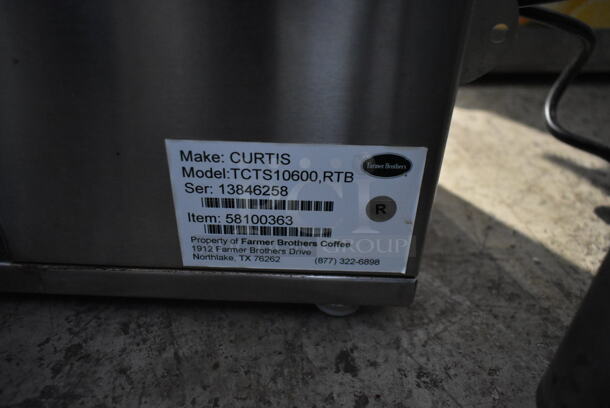 Make: CURTIS
Model:TCTS10600,RTB
Ser: 13846258
Item: 58100363
Property of Farmer Brothers Coffee
1912 Farmer Brothers Drive
Northlake, TX 76262 (877) 322-6898
Farmer Brothers
R
GROUP